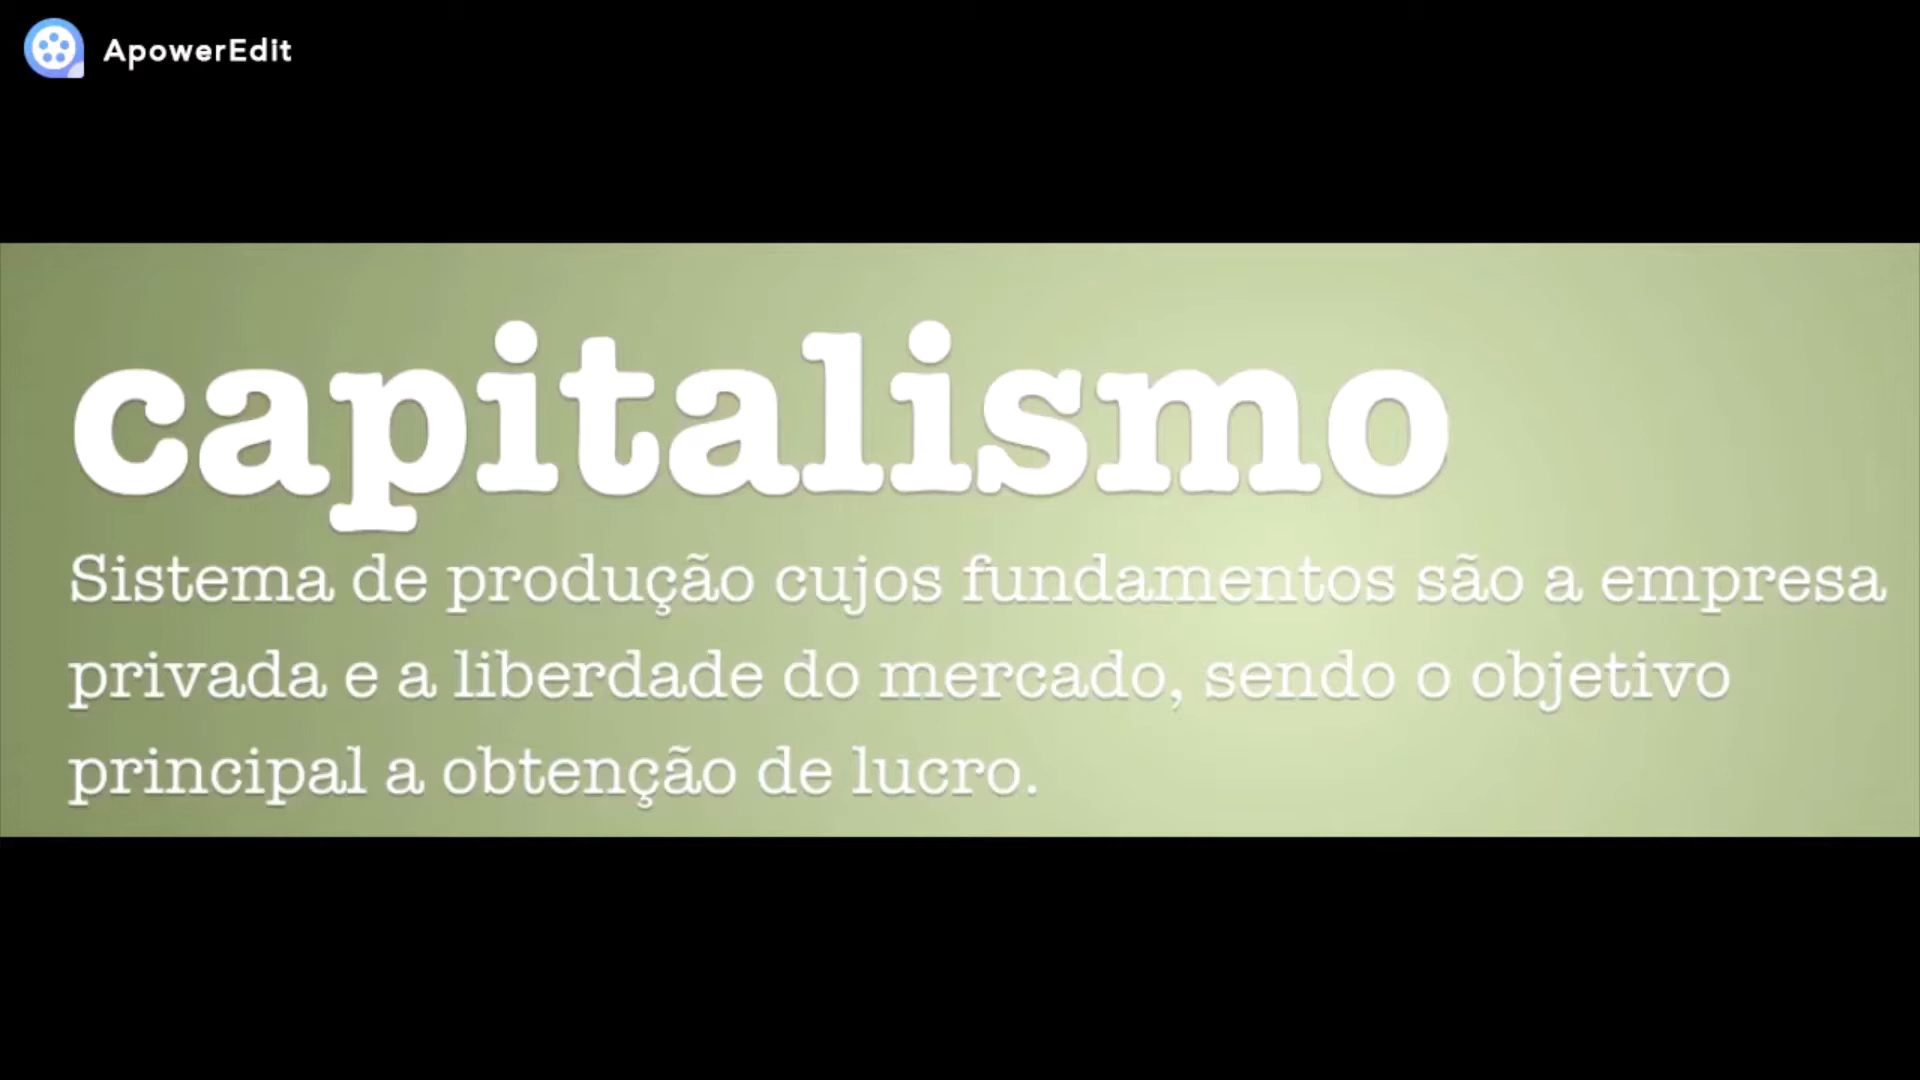 ApowerEdit
capitalismo
Sistema de produção cujos fundamentos são a empresa
privada e a liberdade do mercado, sendo o objetivo
principal a obtenção de lucro.